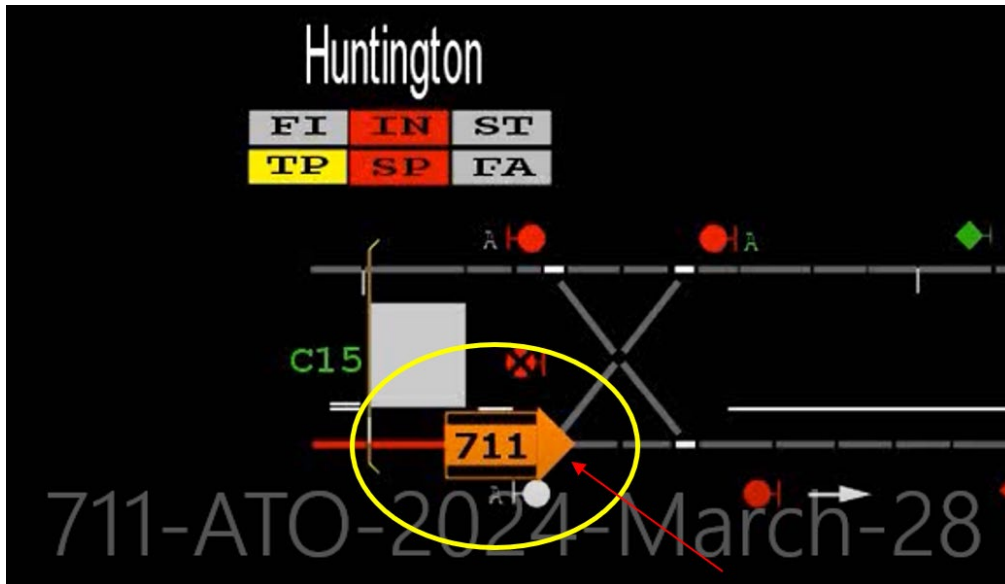 Huntington
FI IN ST
TP SP FA
A A
C15
711
A
711-ATO-2024-March-28